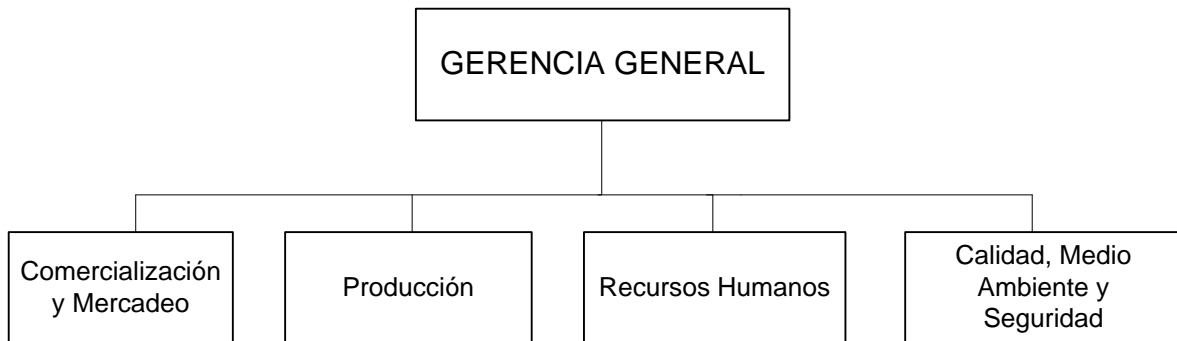 GERENCIA GENERAL
Comercialización
y Mercadeo
Producción
Recursos Humanos
Calidad, Medio
Ambiente y
Seguridad